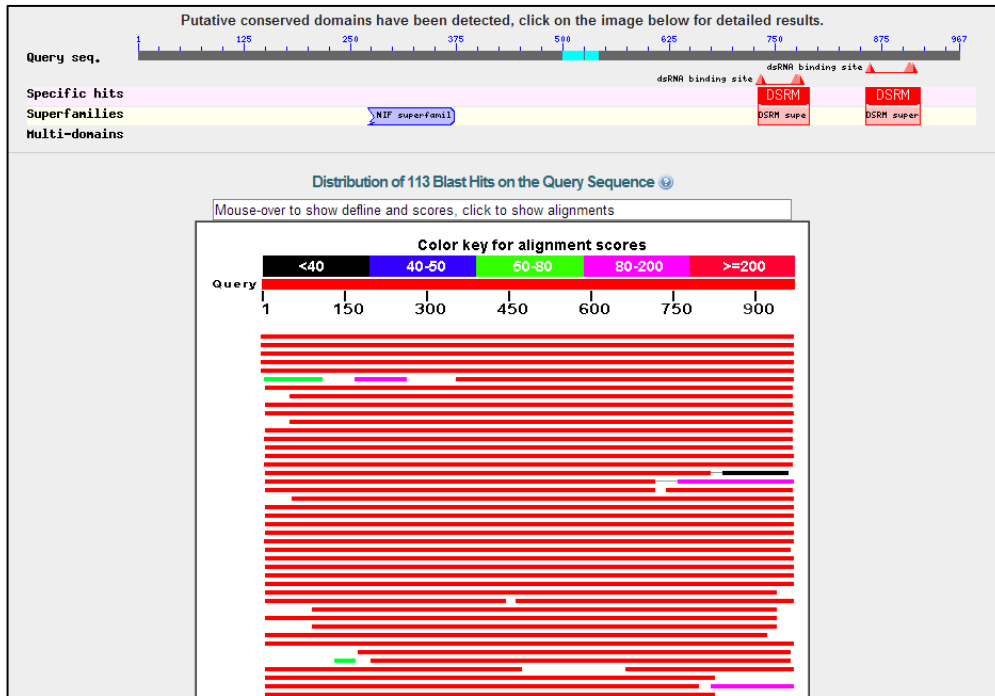 Putative conserved domains have been detected, click on the image below for detailed results.
1 125 250 375 500 625 750 875 967
Query seq.
dsRNA binding site
dsRNA binding site
Specific hits DSRM DSRM
Superfamilies NIF superfamil DSRM supe DSRM super
Multi-domains
Distribution of 113 Blast Hits on the Query Sequence
Mouse-over to show defline and scores, click to show alignments
Color key for alignment scores
<40 40-50 50-80 80-200 >=200
Query
1 150 300 450 600 750 900